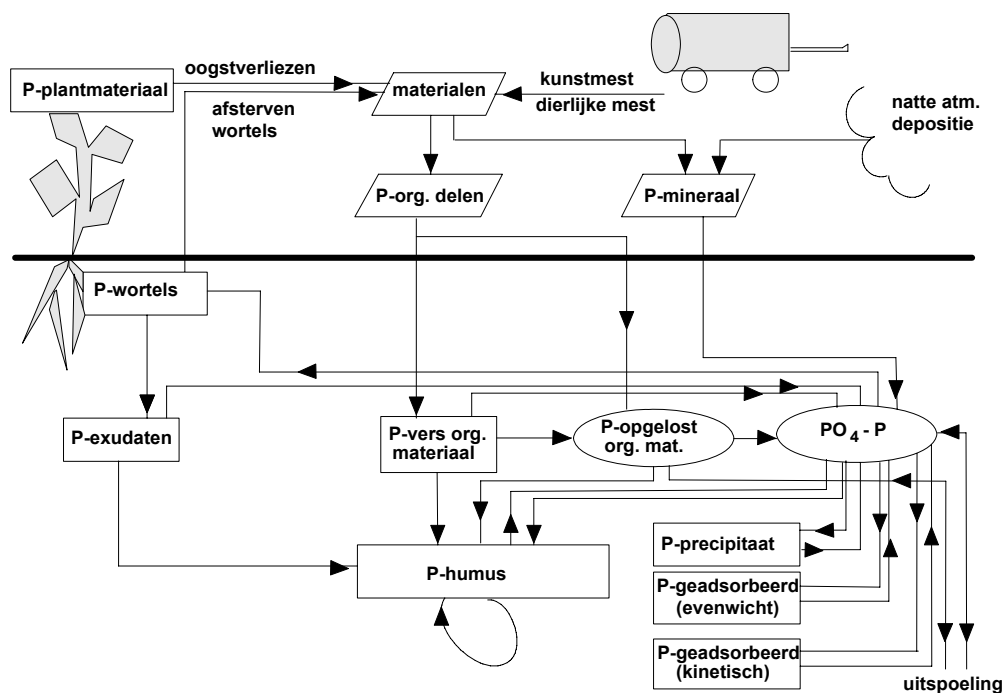 oogstverliezen
P-plantmateriaal
afsterven
wortels
materialen
kunstmest
dierlijke mest
natte atm.
depositie
P-org. delen
P-mineraal
P-wortels
P-exudaten
P-vers org.
materiaal
P-opgelost
org. mat.
PO4 - P
P-precipitaat
P-humus
P-geadsorbeerd
(evenwicht)
P-geadsorbeerd
(kinetisch)
uitspoeling